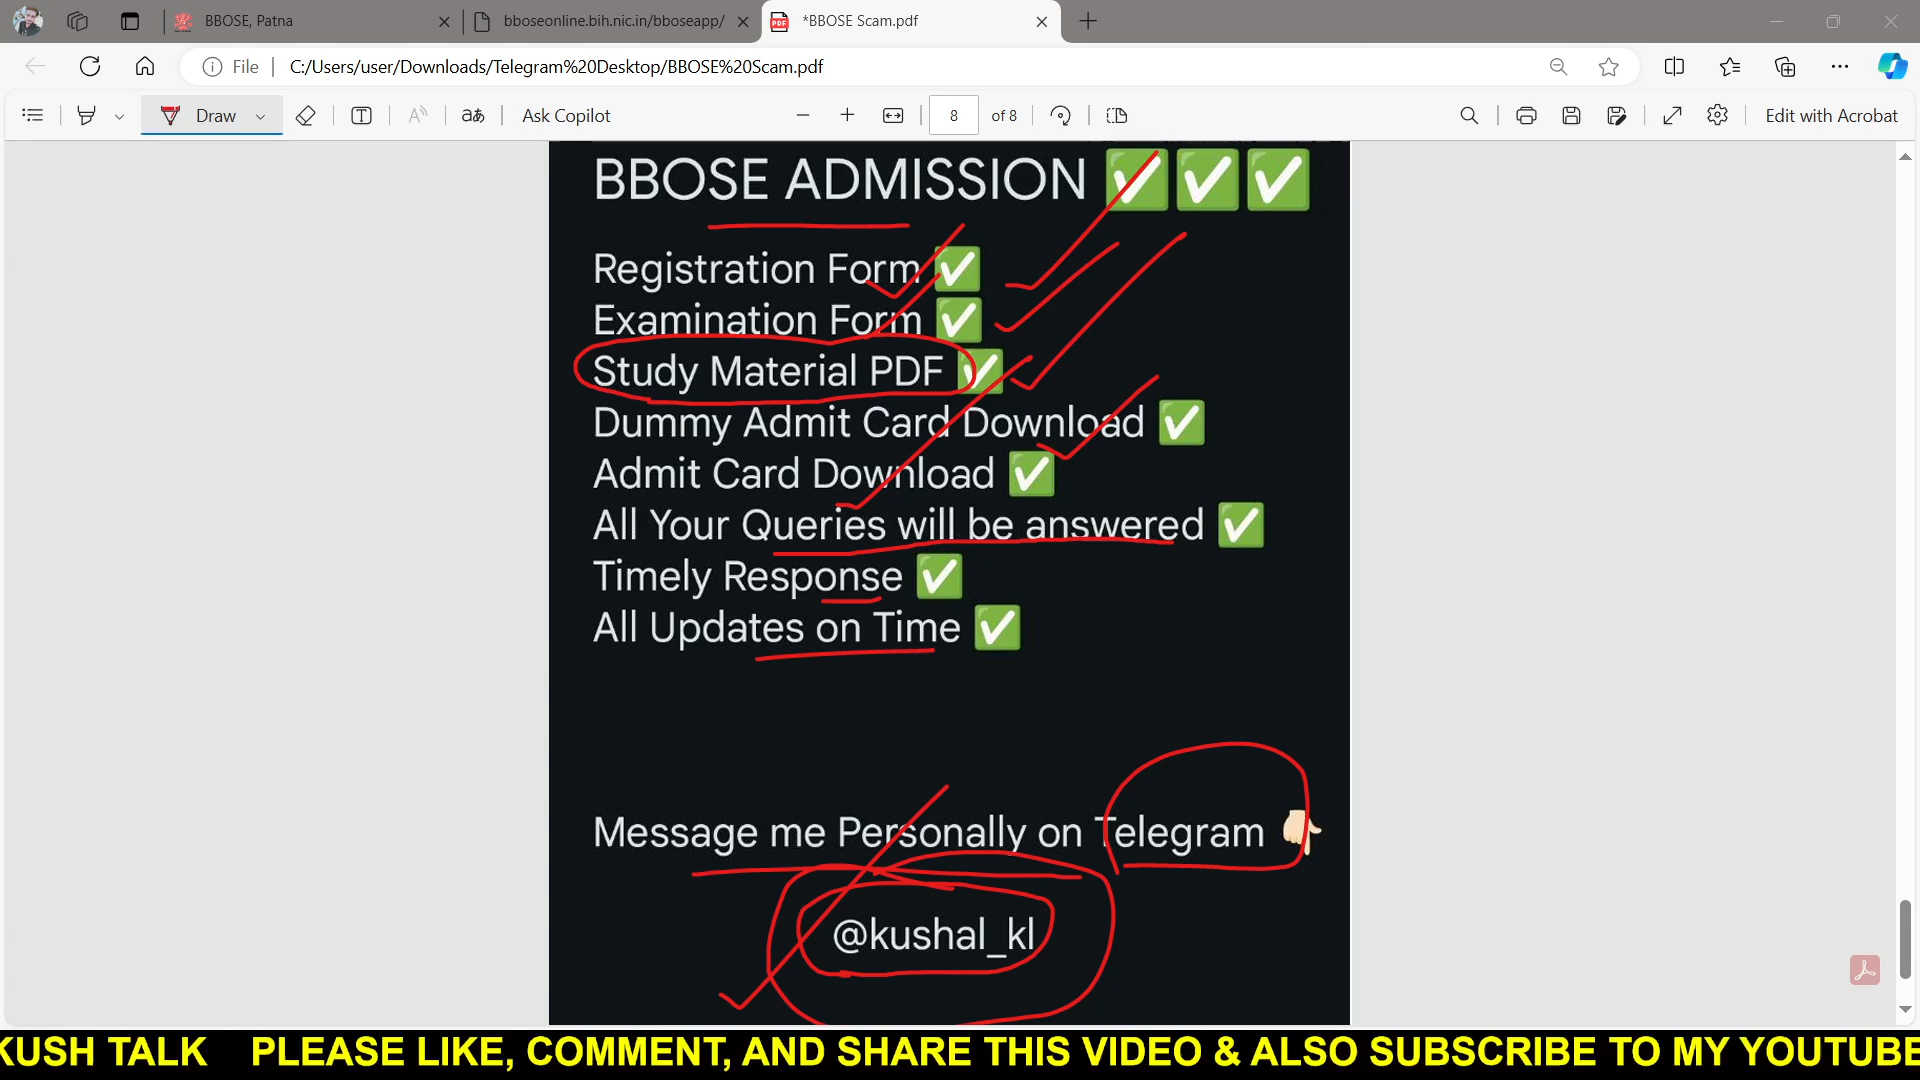 BBOSE, Patna
bboseonline.bih.nic.in/bboseapp/
*BBOSE Scam.pdf
File
C:/Users/user/Downloads/Telegram%20Desktop/BBOSE%20Scam.pdf
Draw
Ask Copilot
8 of 8
Edit with Acrobat
BBOSE ADMISSION ✅✅✅
Registration Form ✅
Examination Form ✅
Study Material PDF ✅
Dummy Admit Card Download ✅
Admit Card Download ✅
All Your Queries will be answered ✅
Timely Response ✅
All Updates on Time ✅
Message me Personally on Telegram 👇🏻
@kushal_kl
KUSH TALK PLEASE LIKE, COMMENT, AND SHARE THIS VIDEO & ALSO SUBSCRIBE TO MY YOUTUBE